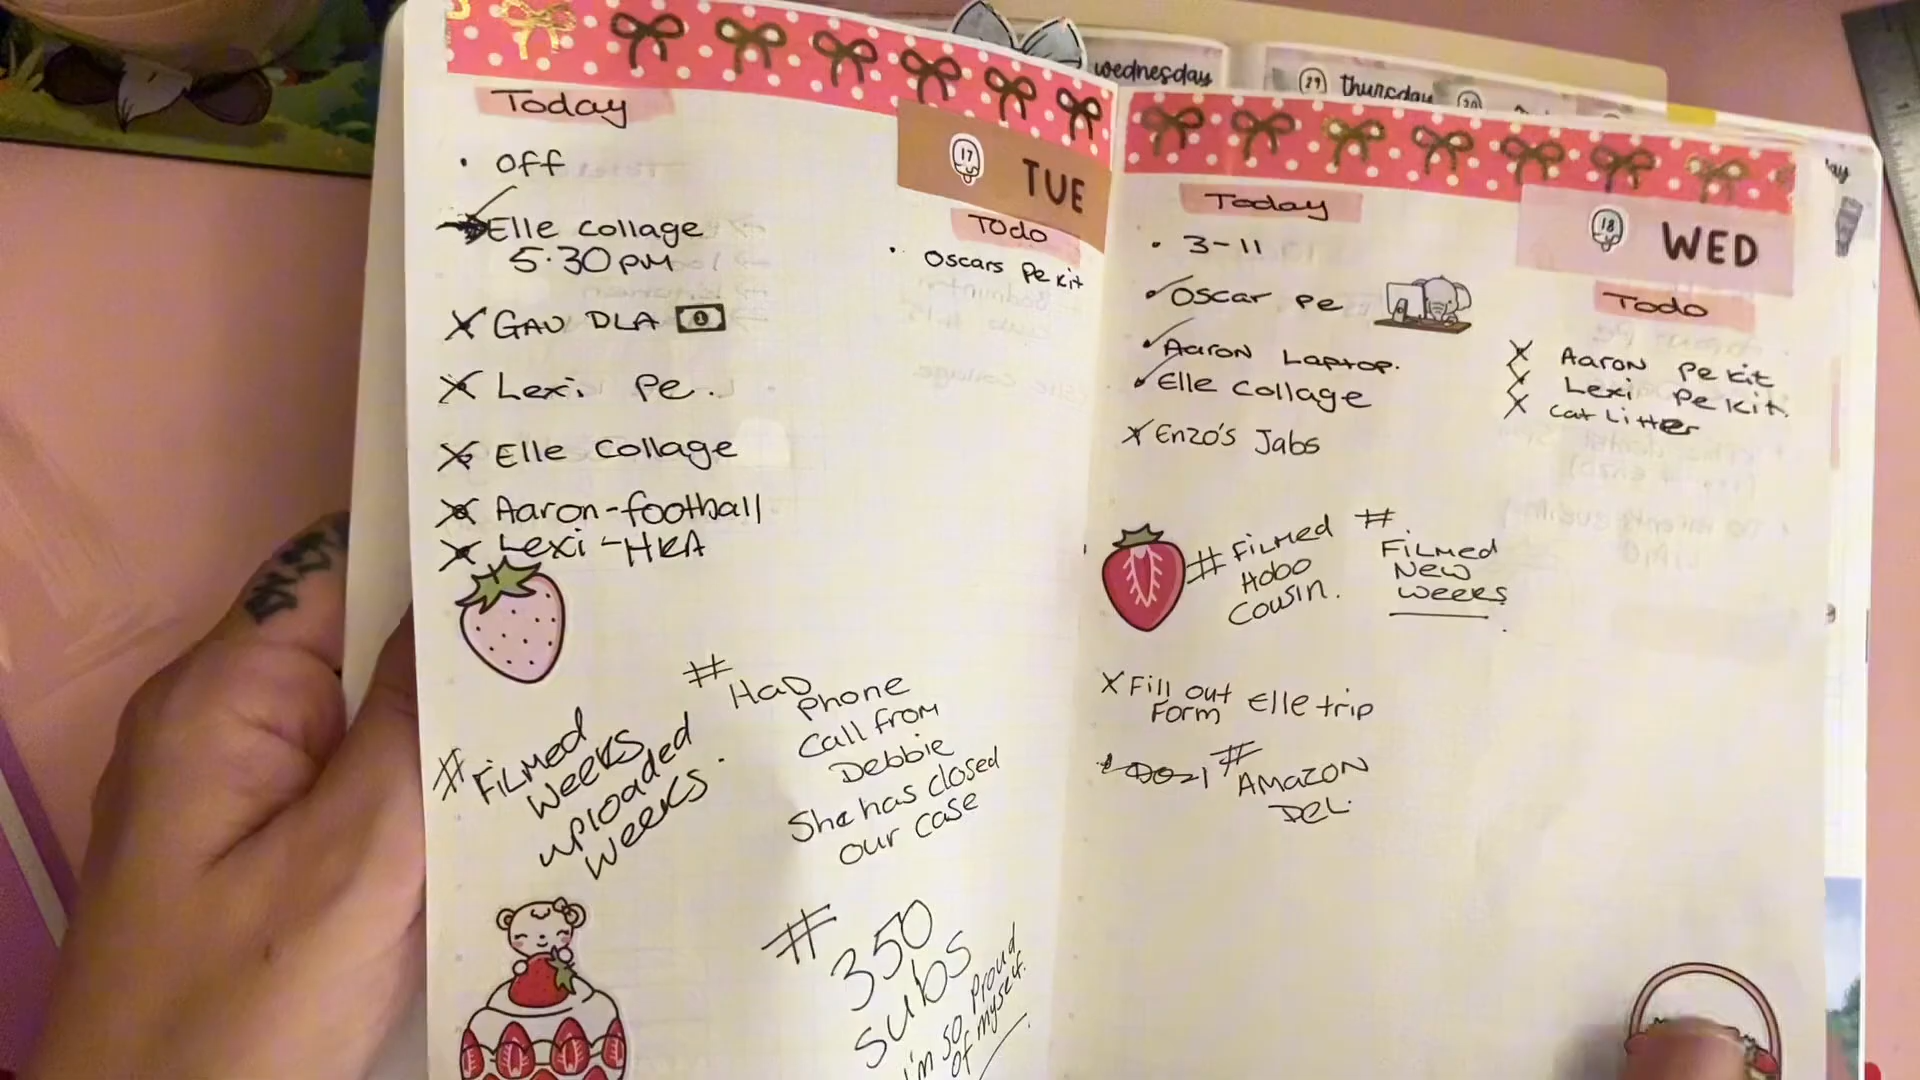 wednesday
29 thursday
30
Today
17 TUE
• Off
Elle Collage
5.30pm
Gav DLA
1
Lexi Pe.
Elle Collage
Aaron-football
Lexi -
Todo
• Oscars Pe kit
# Had
Phone
Call from
Debbie
She has closed
our case
# Filmed
Weeks
uploaded
Weeks.
# 350
subs
i'm so proud
of myself.
Today
18 WED
• 3-11
Oscar Pe
Aaron Laptop.
Elle Collage
Enzo's Jabs
Todo
Aaron Pe kit
Lexi Pe kit.
Cat Litter
# Filmed
Hobo
Cousin.
#
Filmed
New
Weeks
Fill out
Form Elle trip
# Amazon
Del.